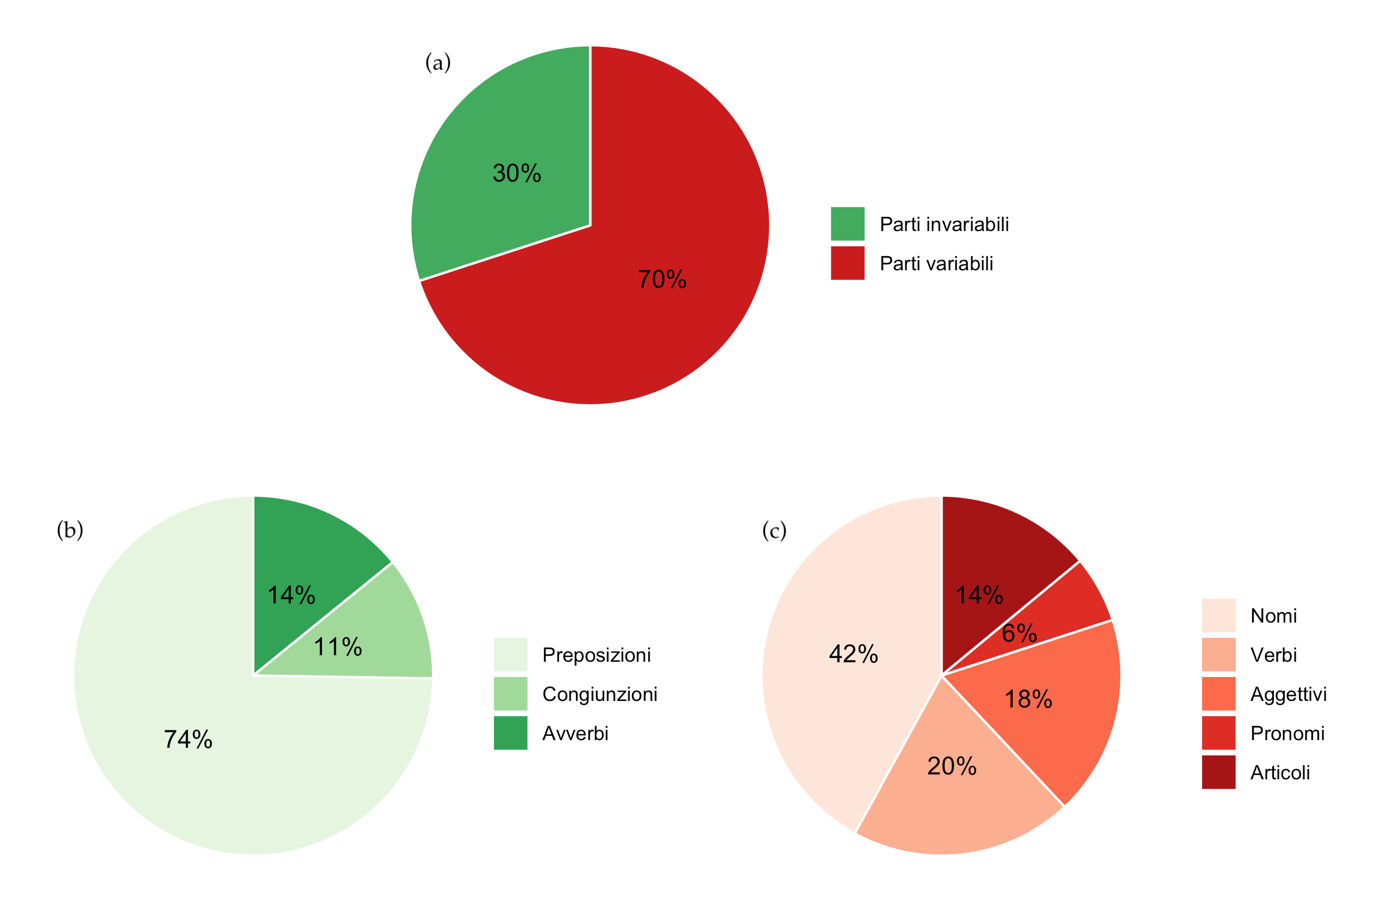 (a)
30%
70%
Parti invariabili
Parti variabili
(b)
14%
11%
74%
Preposizioni
Congiunzioni
Avverbi
(c)
14%
6%
42%
18%
20%
Nomi
Verbi
Aggettivi
Pronomi
Articoli